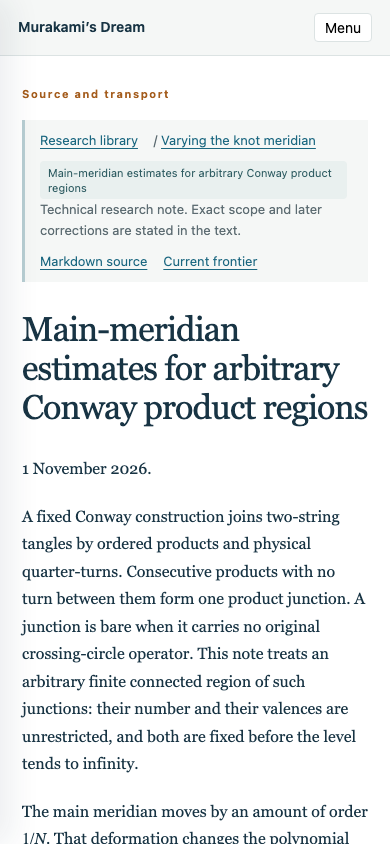 Murakami’s Dream
Menu
Source and transport
Research library / Varying the knot meridian
Main-meridian estimates for arbitrary Conway product
regions
Technical research note. Exact scope and later
corrections are stated in the text.
Markdown source Current frontier
Main-meridian
estimates for arbitrary
Conway product regions
1 November 2026.
A fixed Conway construction joins two-string
tangles by ordered products and physical
quarter-turns. Consecutive products with no
turn between them form one product junction. A
junction is bare when it carries no original
crossing-circle operator. This note treats an
arbitrary finite connected region of such
junctions: their number and their valences are
unrestricted, and both are fixed before the level
tends to infinity.
The main meridian moves by an amount of order
1/N. That deformation changes the polynomial